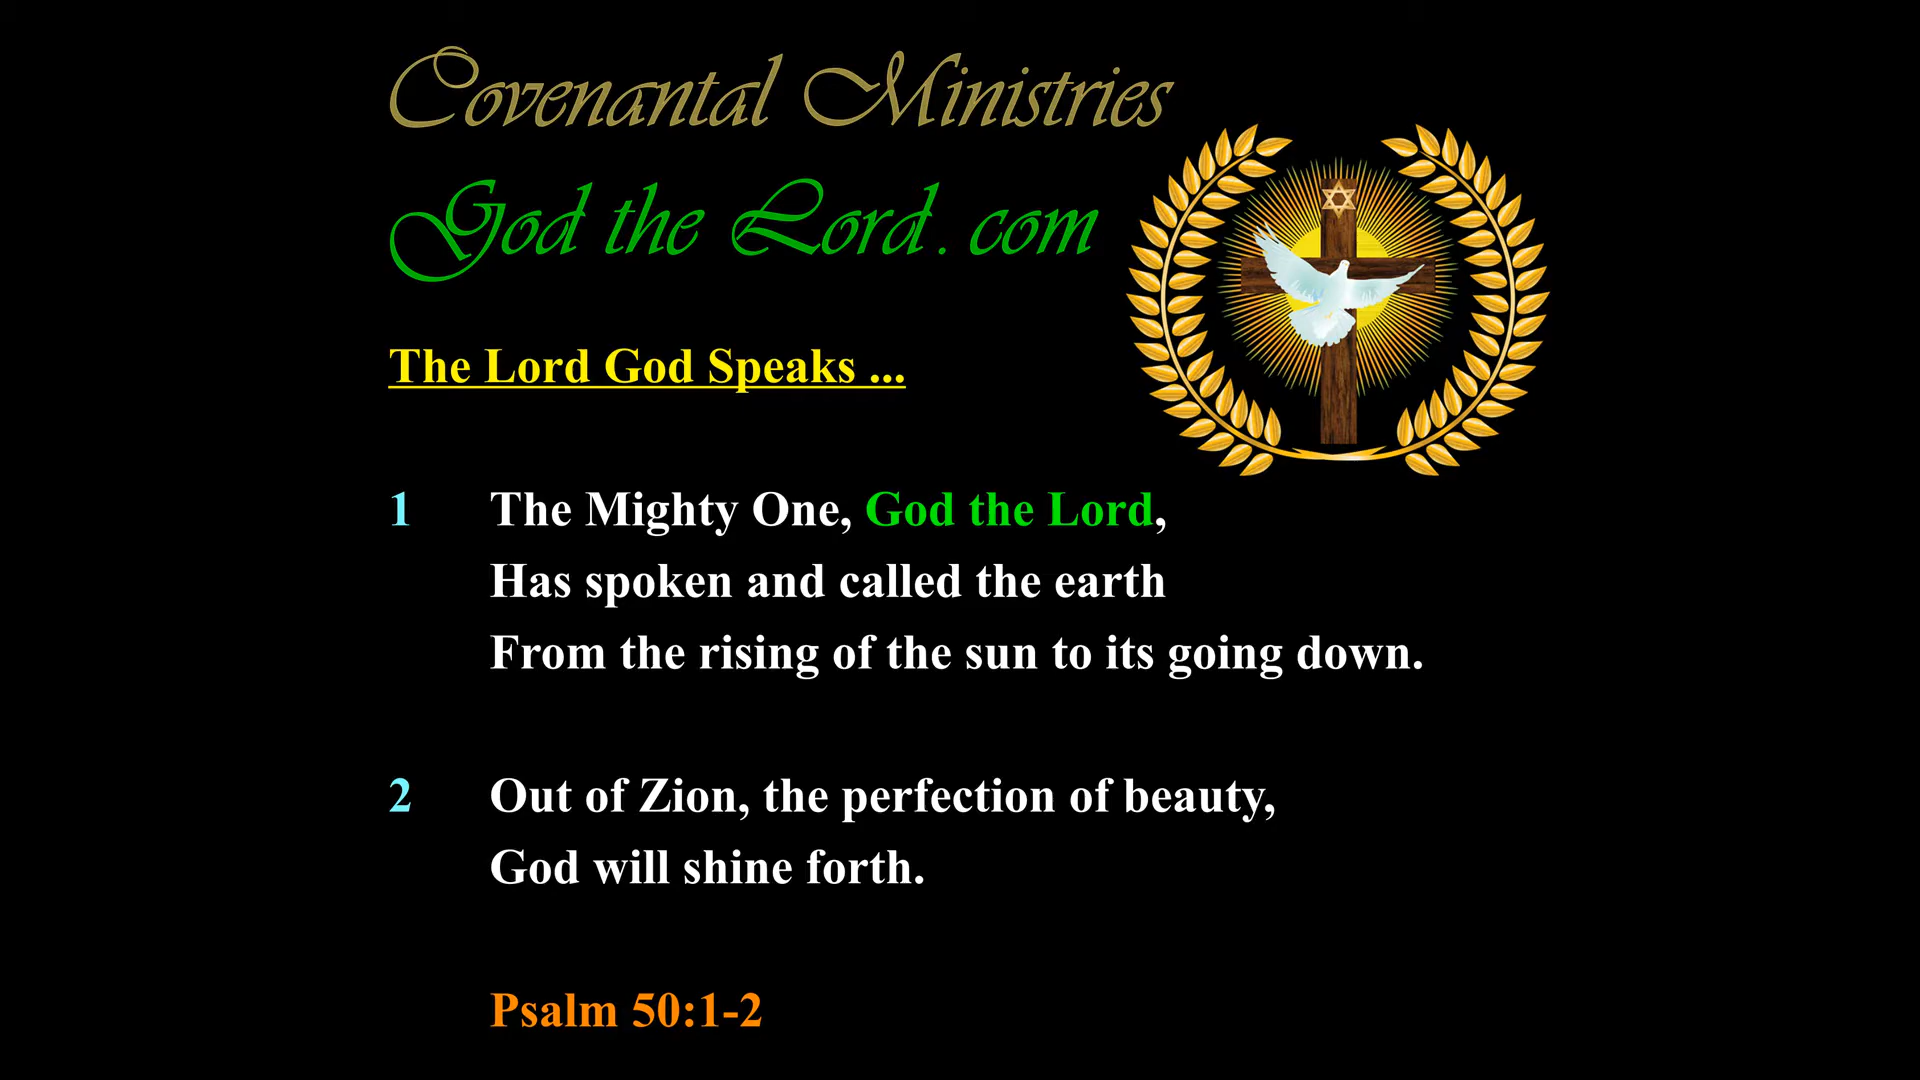 Covenantal Ministries
God the Lord.com
The Lord God Speaks ...
1 The Mighty One, God the Lord,
Has spoken and called the earth
From the rising of the sun to its going down.
2 Out of Zion, the perfection of beauty,
God will shine forth.
Psalm 50:1-2